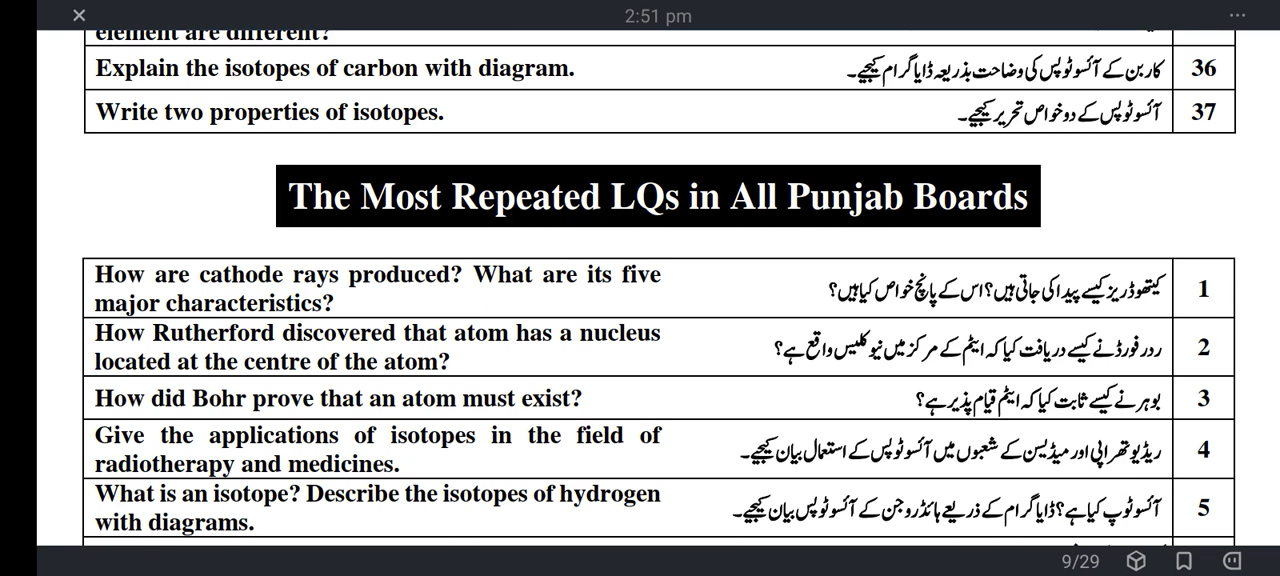 2:51 pm
element are different?
Explain the isotopes of carbon with diagram.
کاربن کے آئسوٹوپس کی وضاحت بذریعہ ڈایاگرام کیجیے۔
36
Write two properties of isotopes.
آئسوٹوپس کے دو خواص تحریر کیجیے۔
37
The Most Repeated LQs in All Punjab Boards
How are cathode rays produced? What are its five
major characteristics?
کیتھوڈ ریز کیسے پیدا کی جاتی ہیں؟ اس کے پانچ خواص کیا ہیں؟
1
How Rutherford discovered that atom has a nucleus
located at the centre of the atom?
ردرفورڈ نے کیسے دریافت کیا کہ ایٹم کے مرکز میں نیوکلیس واقع ہے؟
2
How did Bohr prove that an atom must exist?
بوہر نے کیسے ثابت کیا کہ ایٹم قیام پذیر ہے؟
3
Give the applications of isotopes in the field of
radiotherapy and medicines.
ریڈیو تھراپی اور میڈیسن کے شعبوں میں آئسوٹوپس کے استعمال بیان کیجیے۔
4
What is an isotope? Describe the isotopes of hydrogen
with diagrams.
آئسوٹوپ کیا ہے؟ ڈایاگرام کے ذریعے ہائڈروجن کے آئسوٹوپس بیان کیجیے۔
5
9/29